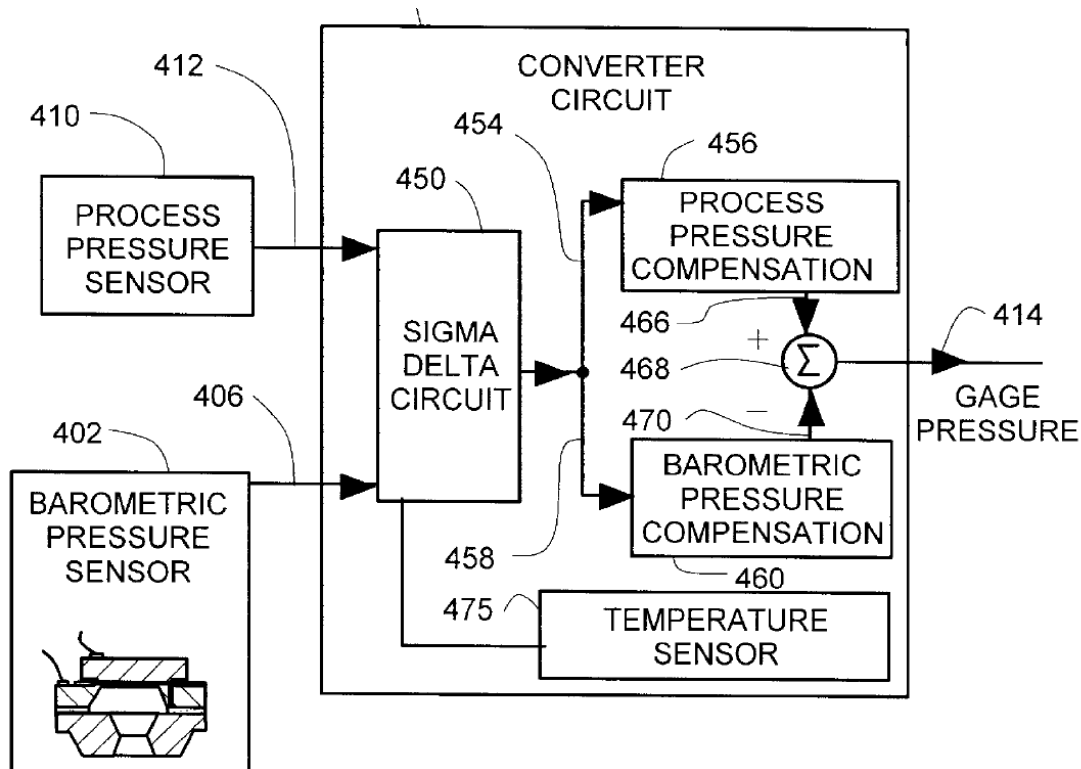 CONVERTER
CIRCUIT
412
410
PROCESS
PRESSURE
SENSOR
450
454
456
SIGMA
DELTA
CIRCUIT
PROCESS
PRESSURE
COMPENSATION
466
+
468
Σ
414
GAGE
PRESSURE
406
402
BAROMETRIC
PRESSURE
SENSOR
470
−
BAROMETRIC
PRESSURE
COMPENSATION
458
460
475
TEMPERATURE
SENSOR